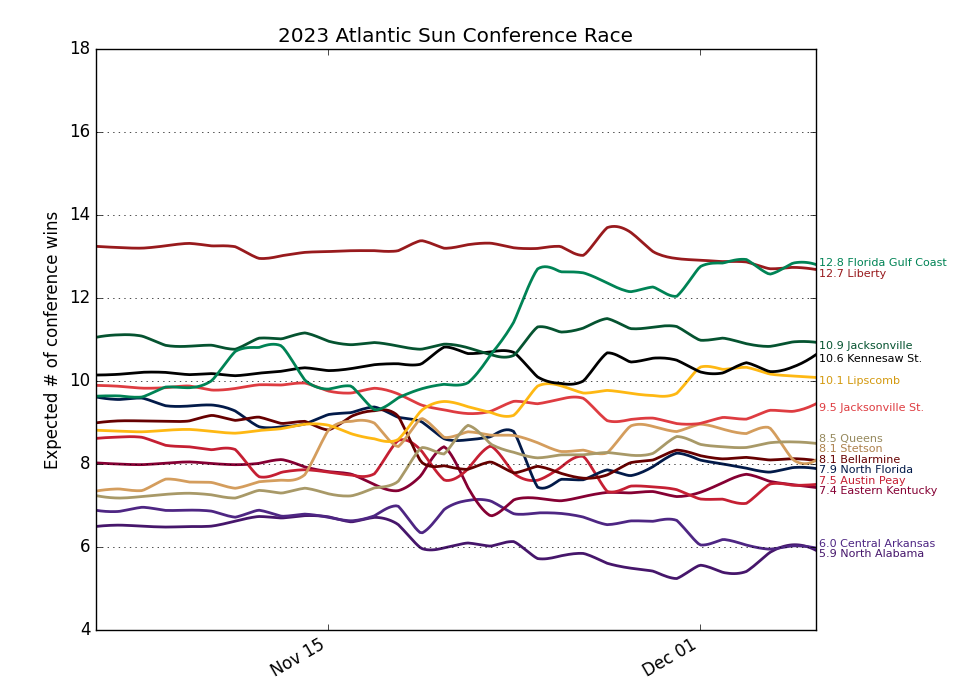 2023 Atlantic Sun Conference Race
Expected # of conference wins
18
16
14
12
10
8
6
4
Nov 15
Dec 01
12.8 Florida Gulf Coast
12.7 Liberty
10.9 Jacksonville
10.6 Kennesaw St.
10.1 Lipscomb
9.5 Jacksonville St.
8.5 Queens
8.1 Stetson
8.1 Bellarmine
7.9 North Florida
7.5 Austin Peay
7.4 Eastern Kentucky
6.0 Central Arkansas
5.9 North Alabama